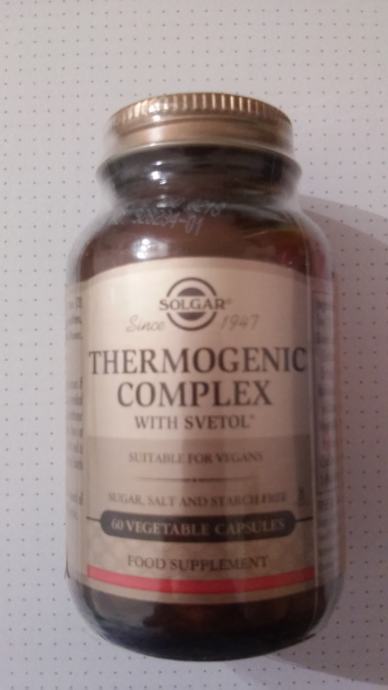 SOLGAR®
Since 1947
THERMOGENIC
COMPLEX
WITH SVETOL®
SUITABLE FOR VEGANS
SUGAR, SALT AND STARCH FREE
60 VEGETABLE CAPSULES
FOOD SUPPLEMENT